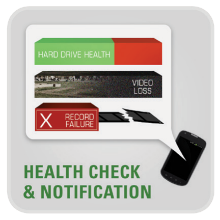 HARD DRIVE HEALTH
VIDEO
LOSS
X RECORD
FAILURE
HEALTH CHECK
& NOTIFICATION